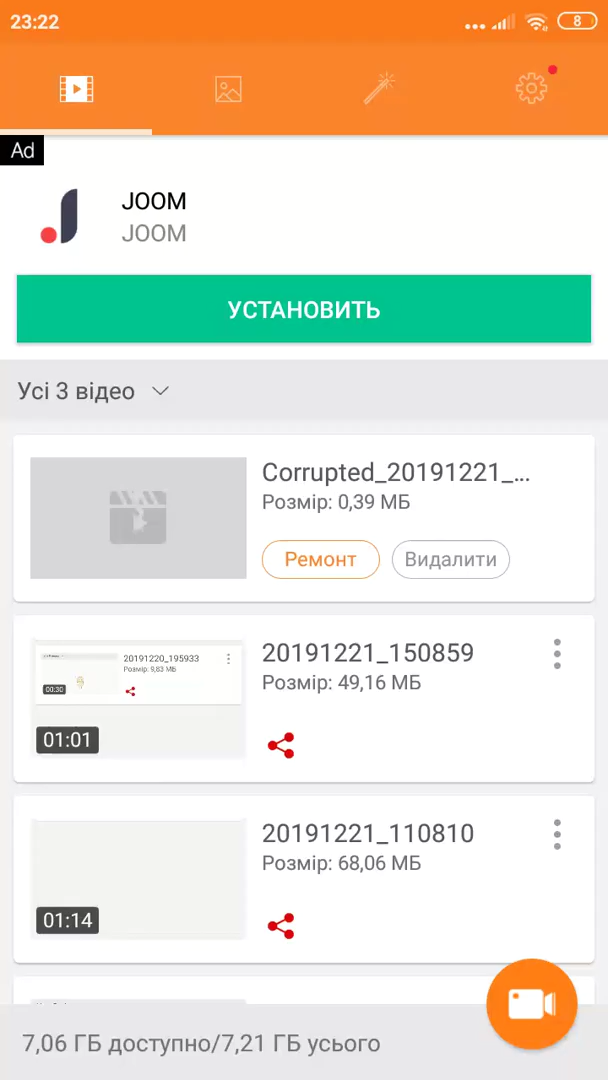 23:22
8
Ad
JOOM
JOOM
УСТАНОВИТЬ
Усі 3 відео
Corrupted_20191221_...
Розмір: 0,39 МБ
Ремонт
Видалити
20191220_195933
Розмір: 9,83 МБ
00:30
01:01
20191221_150859
Розмір: 49,16 МБ
01:14
20191221_110810
Розмір: 68,06 МБ
7,06 ГБ доступно/7,21 ГБ усього